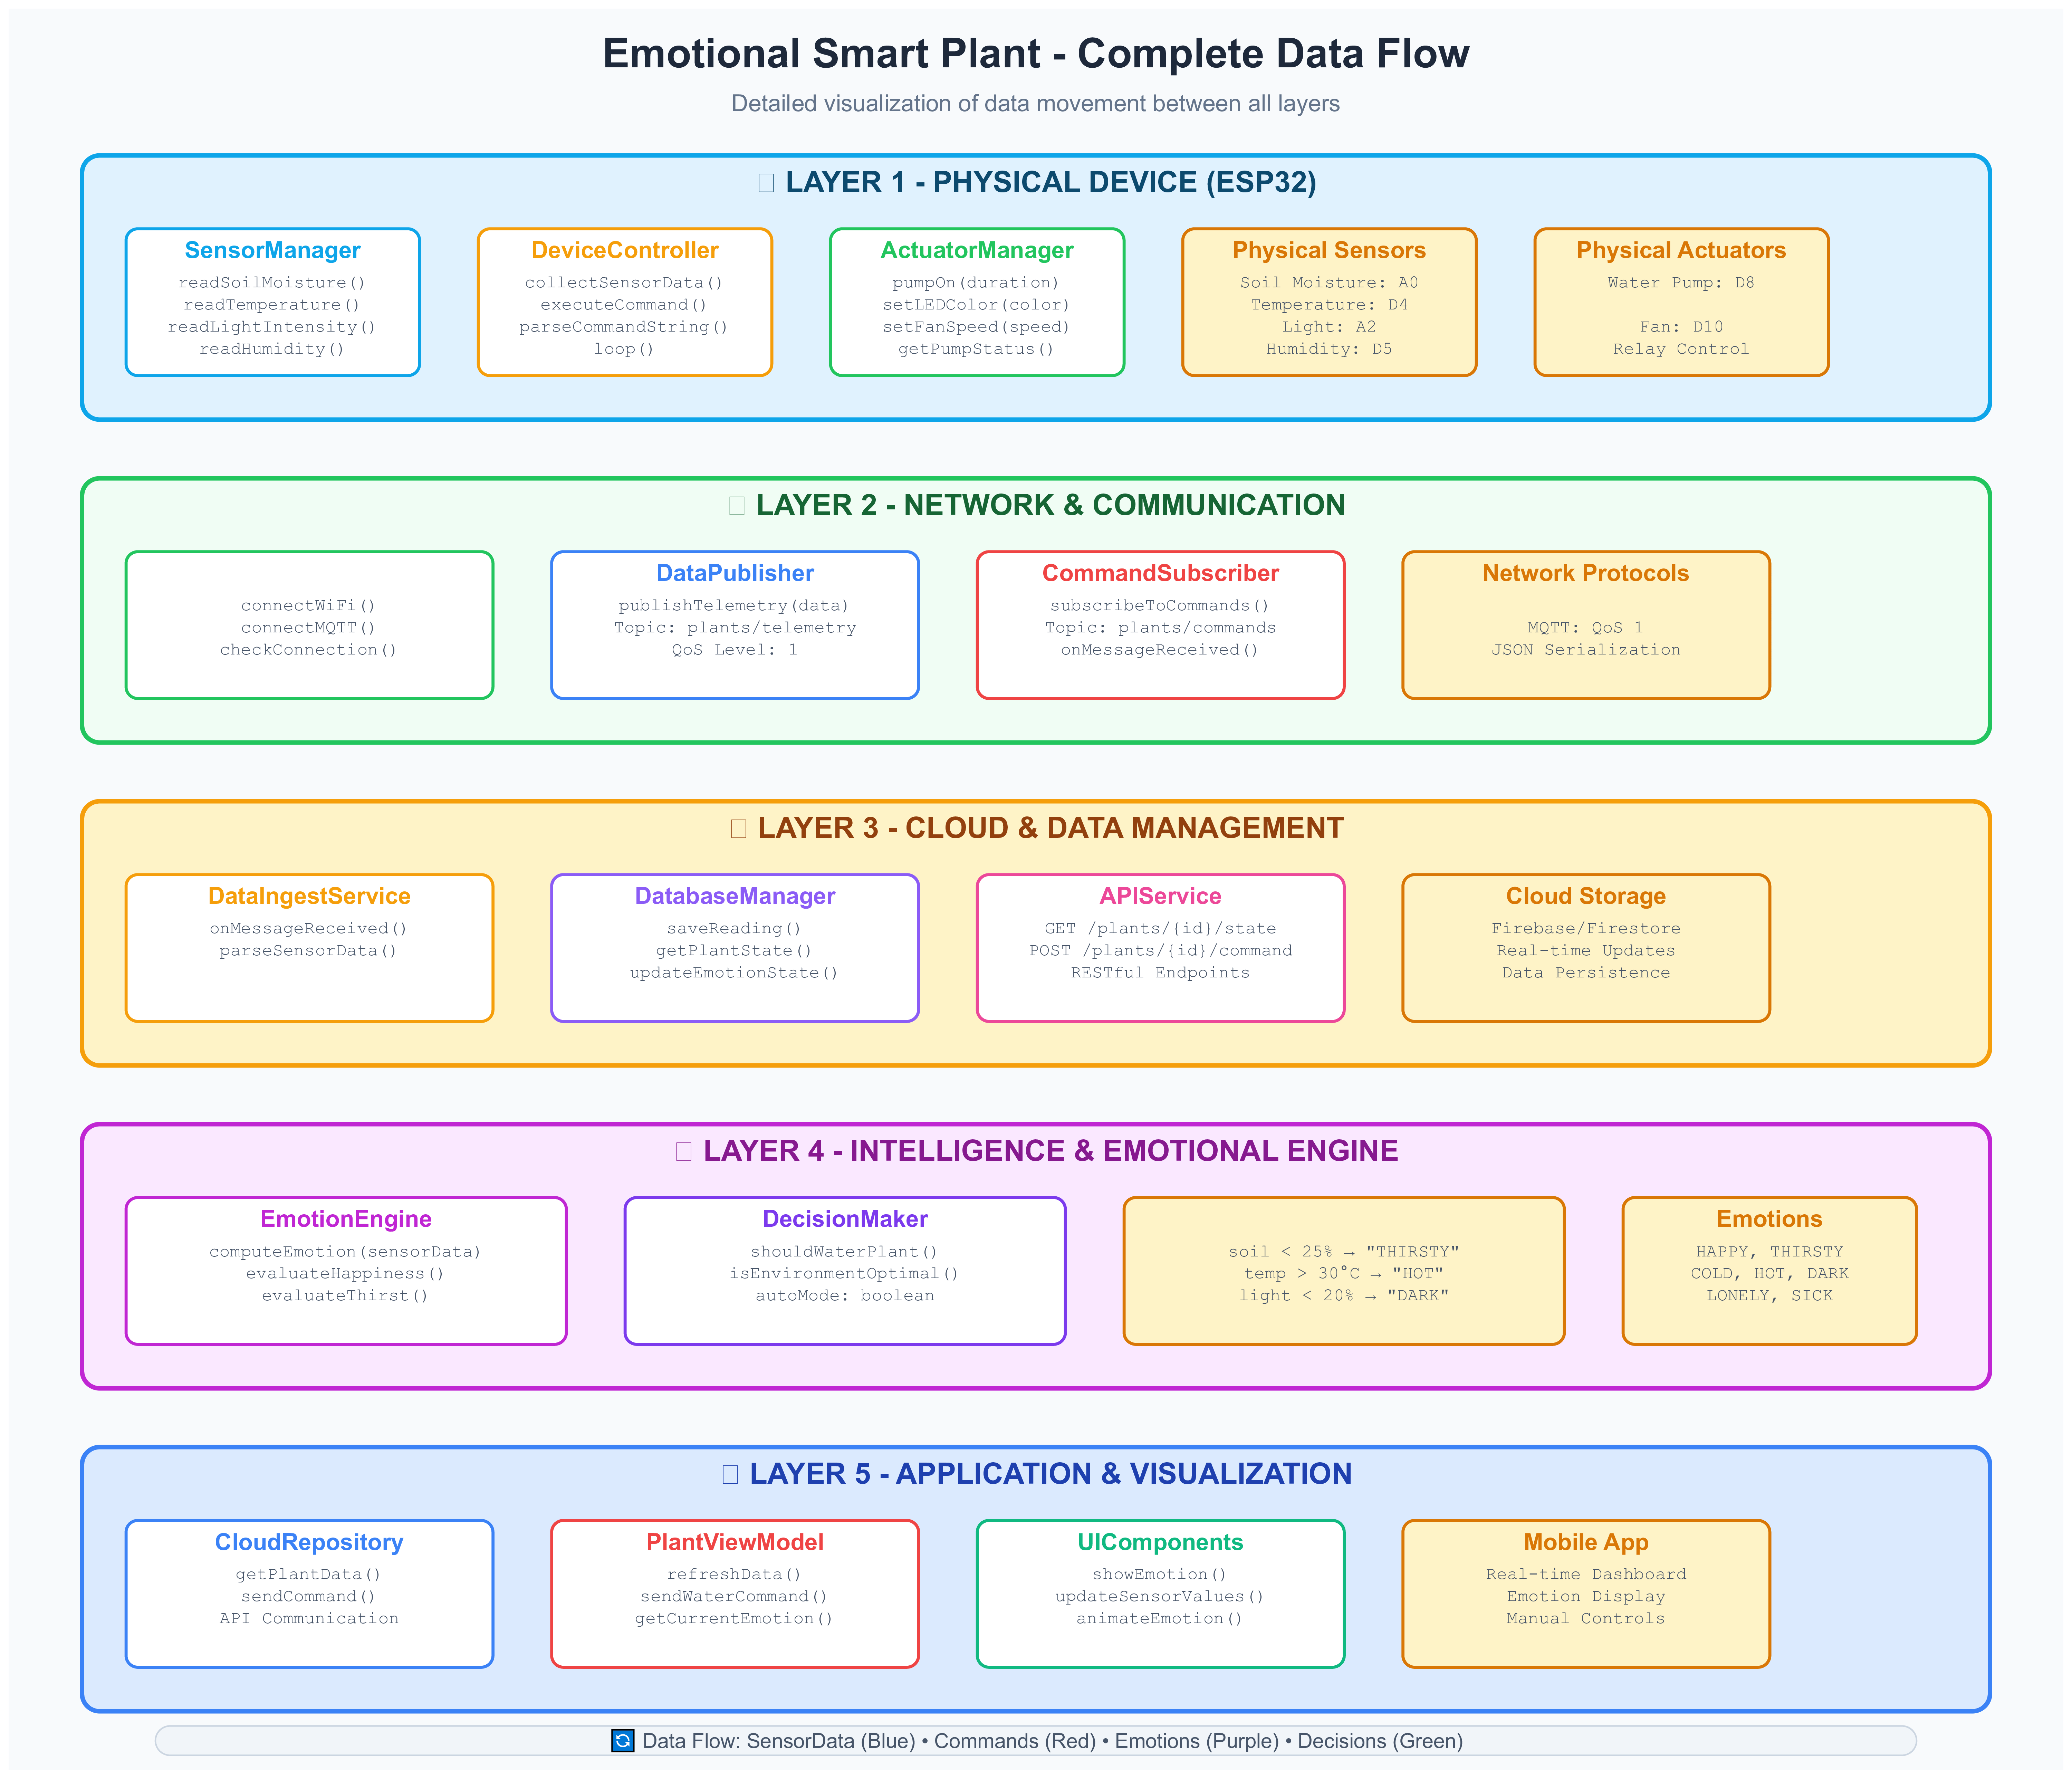 Emotional Smart Plant - Complete Data Flow
Detailed visualization of data movement between all layers
LAYER 1 - PHYSICAL DEVICE (ESP32)
SensorManager
readSoilMoisture()
readTemperature()
readLightIntensity()
readHumidity()
DeviceController
collectSensorData()
executeCommand()
parseCommandString()
loop()
ActuatorManager
pumpOn(duration)
setLEDColor(color)
setFanSpeed(speed)
getPumpStatus()
Physical Sensors
Soil Moisture: A0
Temperature: D4
Light: A2
Humidity: D5
Physical Actuators
Water Pump: D8
Fan: D10
Relay Control
LAYER 2 - NETWORK & COMMUNICATION
connectWiFi()
connectMQTT()
checkConnection()
DataPublisher
publishTelemetry(data)
Topic: plants/telemetry
QoS Level: 1
CommandSubscriber
subscribeToCommands()
Topic: plants/commands
onMessageReceived()
Network Protocols
MQTT: QoS 1
JSON Serialization
LAYER 3 - CLOUD & DATA MANAGEMENT
DataIngestService
onMessageReceived()
parseSensorData()
DatabaseManager
saveReading()
getPlantState()
updateEmotionState()
APIService
GET /plants/{id}/state
POST /plants/{id}/command
RESTful Endpoints
Cloud Storage
Firebase/Firestore
Real-time Updates
Data Persistence
LAYER 4 - INTELLIGENCE & EMOTIONAL ENGINE
EmotionEngine
computeEmotion(sensorData)
evaluateHappiness()
evaluateThirst()
DecisionMaker
shouldWaterPlant()
isEnvironmentOptimal()
autoMode: boolean
soil < 25% → "THIRSTY"
temp > 30°C → "HOT"
light < 20% → "DARK"
Emotions
HAPPY, THIRSTY
COLD, HOT, DARK
LONELY, SICK
LAYER 5 - APPLICATION & VISUALIZATION
CloudRepository
getPlantData()
sendCommand()
API Communication
PlantViewModel
refreshData()
sendWaterCommand()
getCurrentEmotion()
UIComponents
showEmotion()
updateSensorValues()
animateEmotion()
Mobile App
Real-time Dashboard
Emotion Display
Manual Controls
🔄 Data Flow: SensorData (Blue) • Commands (Red) • Emotions (Purple) • Decisions (Green)